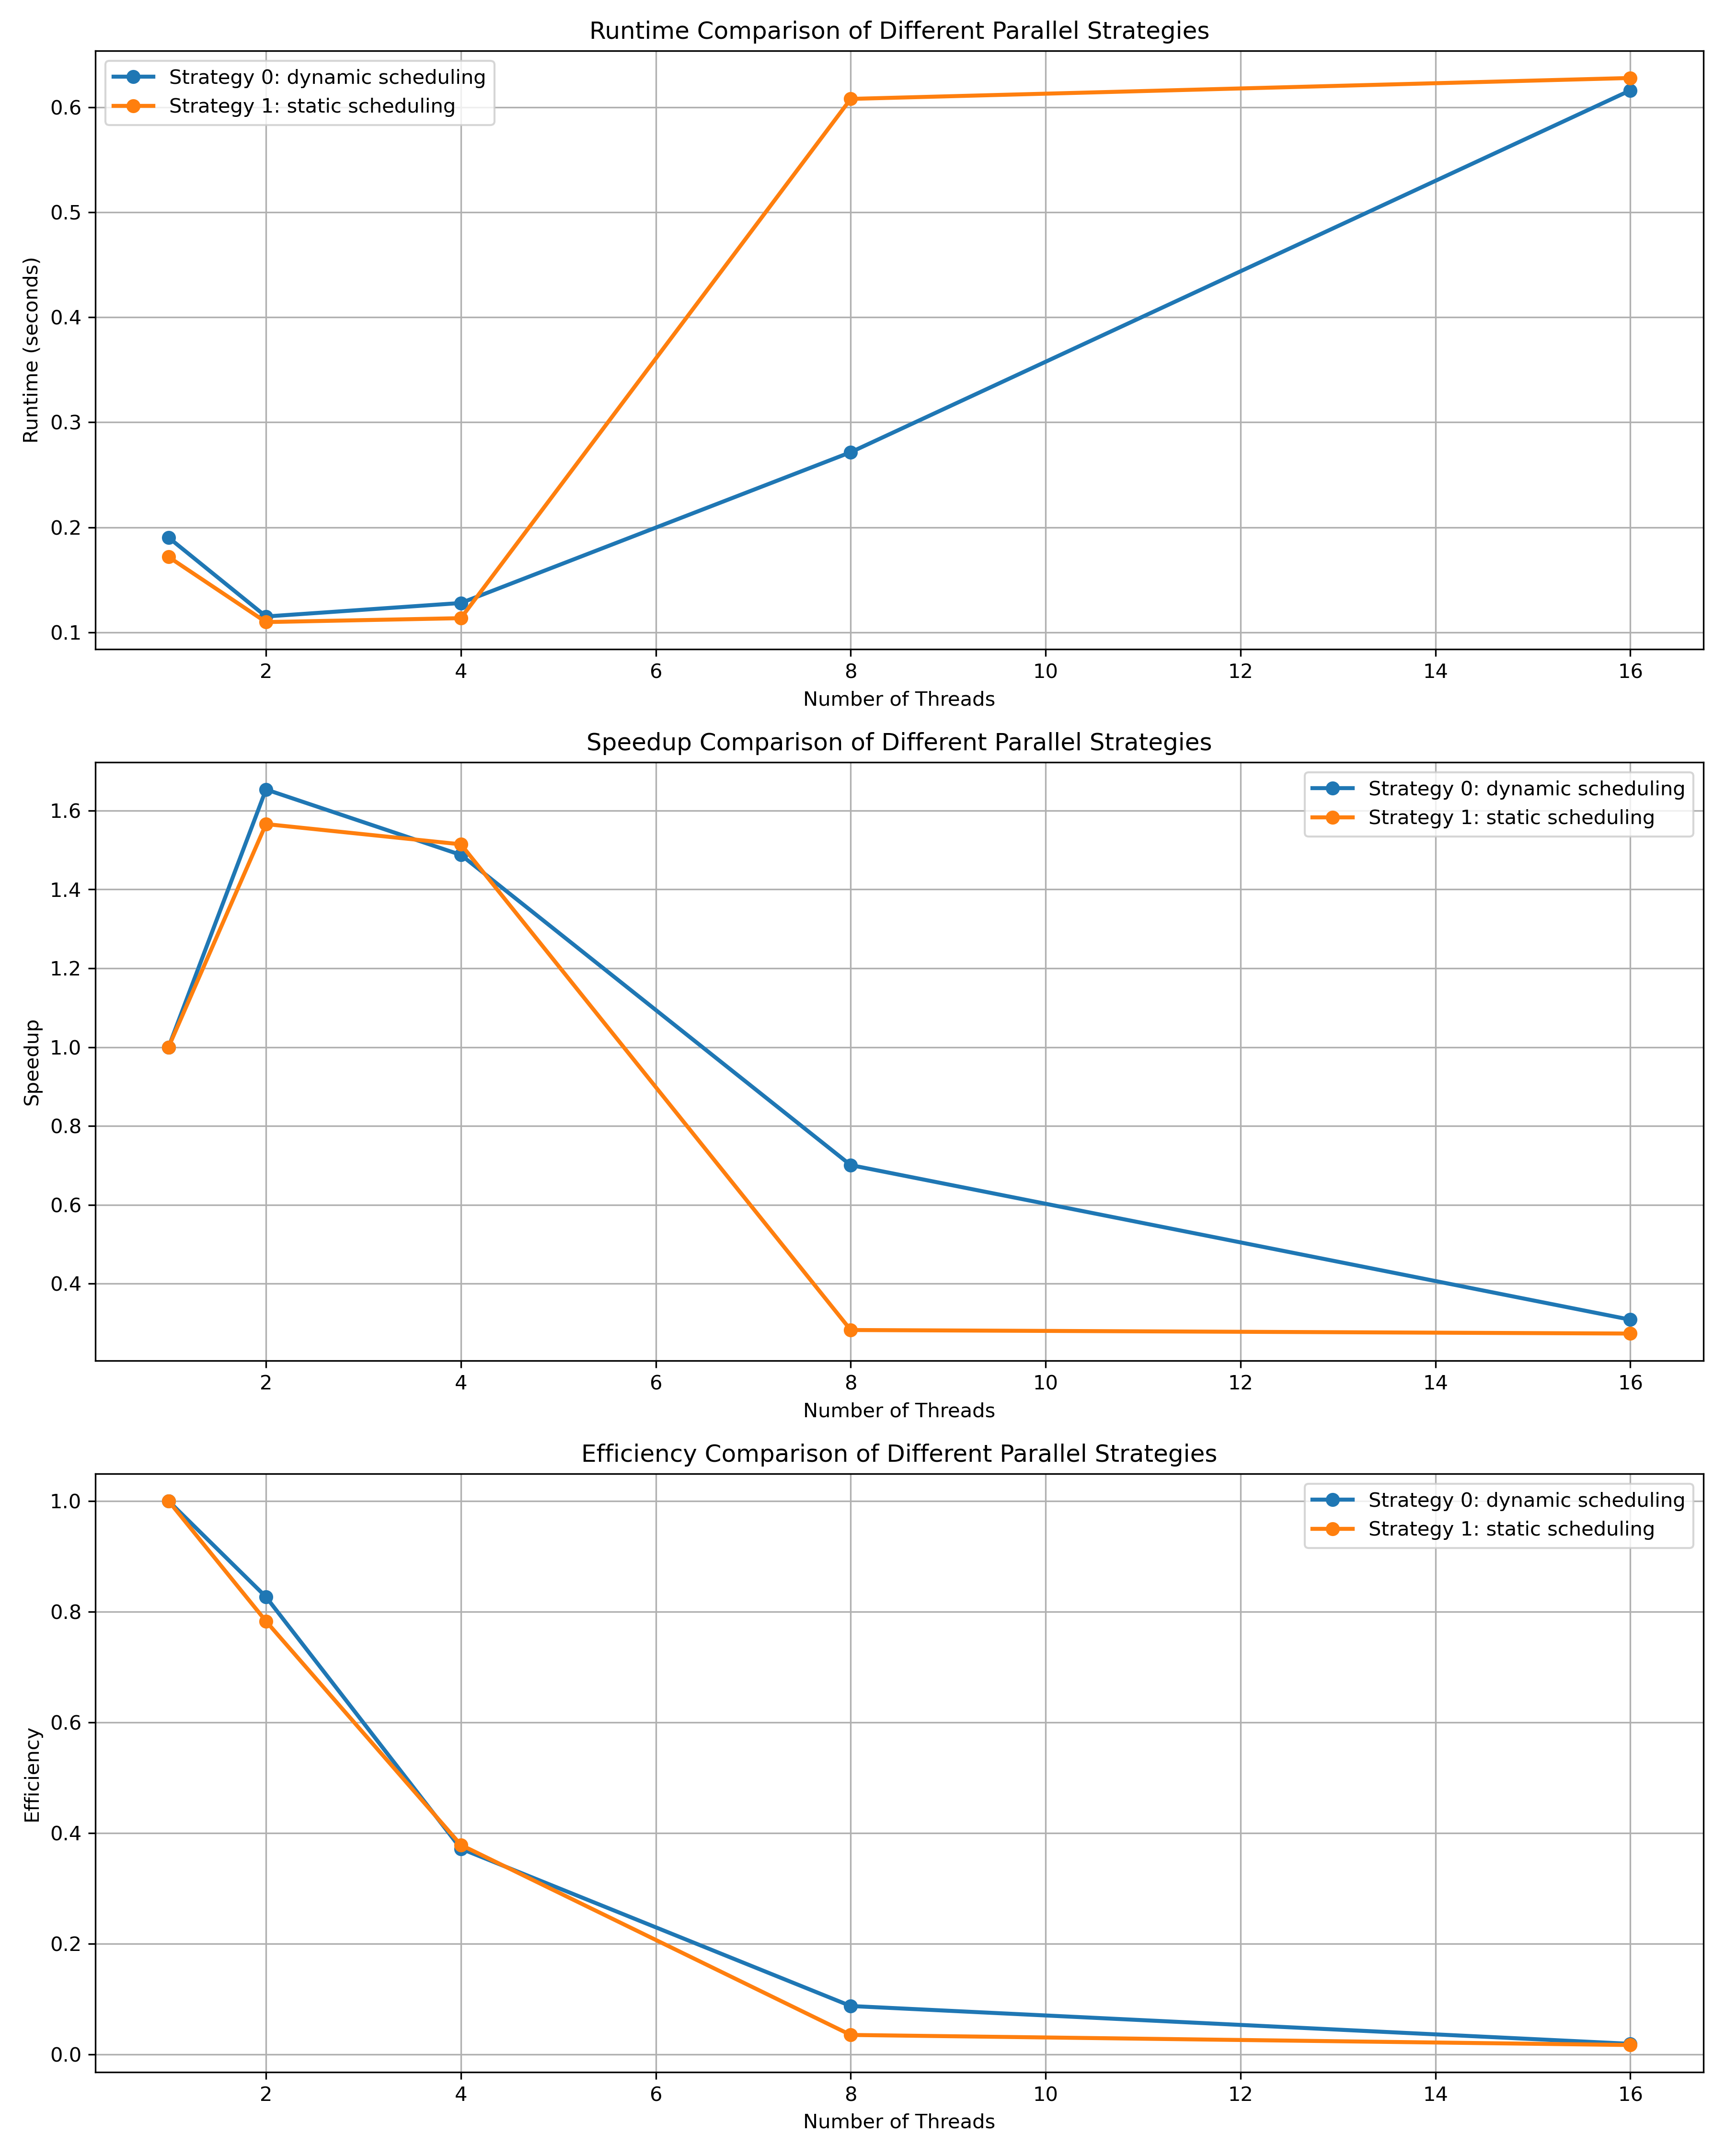 Runtime Comparison of Different Parallel Strategies
Strategy 0: dynamic scheduling
Strategy 1: static scheduling
0.6
0.5
0.4
0.3
0.2
0.1
Runtime (seconds)
2 4 6 8 10 12 14 16
Number of Threads
Speedup Comparison of Different Parallel Strategies
Strategy 0: dynamic scheduling
Strategy 1: static scheduling
1.6
1.4
1.2
1.0
0.8
0.6
0.4
Speedup
2 4 6 8 10 12 14 16
Number of Threads
Efficiency Comparison of Different Parallel Strategies
Strategy 0: dynamic scheduling
Strategy 1: static scheduling
1.0
0.8
0.6
0.4
0.2
0.0
Efficiency
2 4 6 8 10 12 14 16
Number of Threads